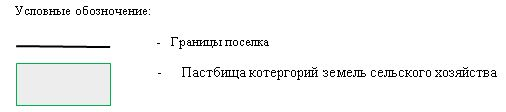 Условные обозначение:
- Границы поселка
- Пастбища котергорий земель сельского хозяйства